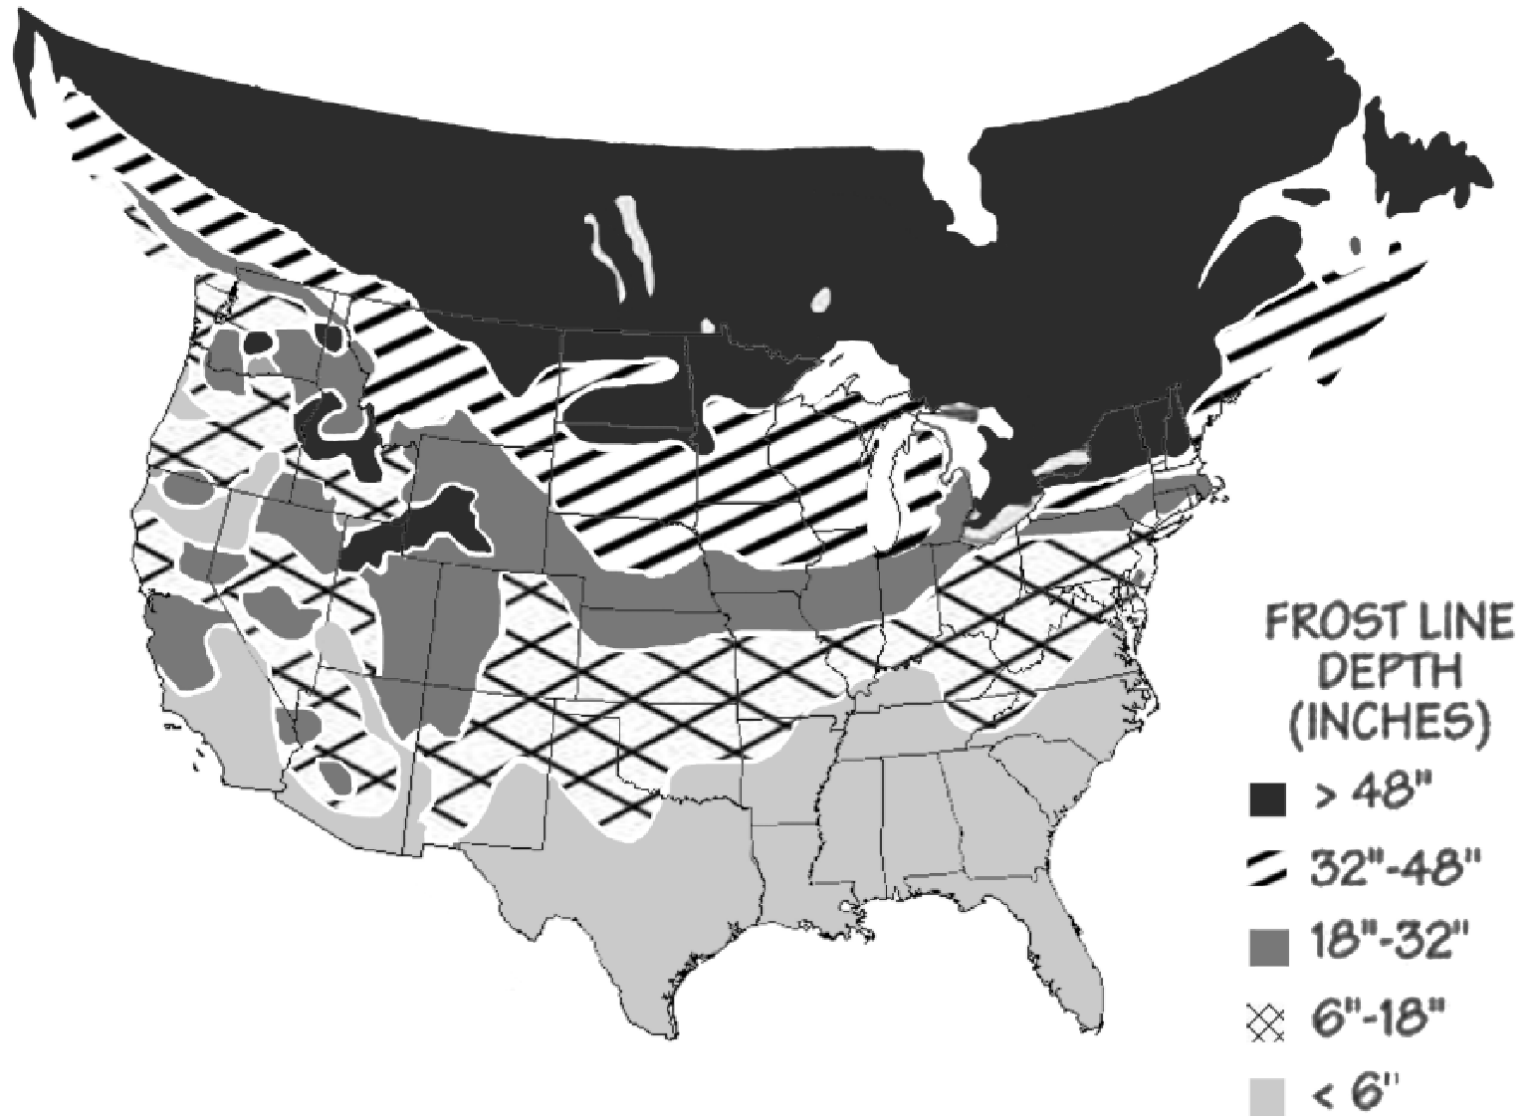 FROST LINE
DEPTH
(INCHES)
> 48"
32"-48"
18"-32"
6"-18"
< 6"